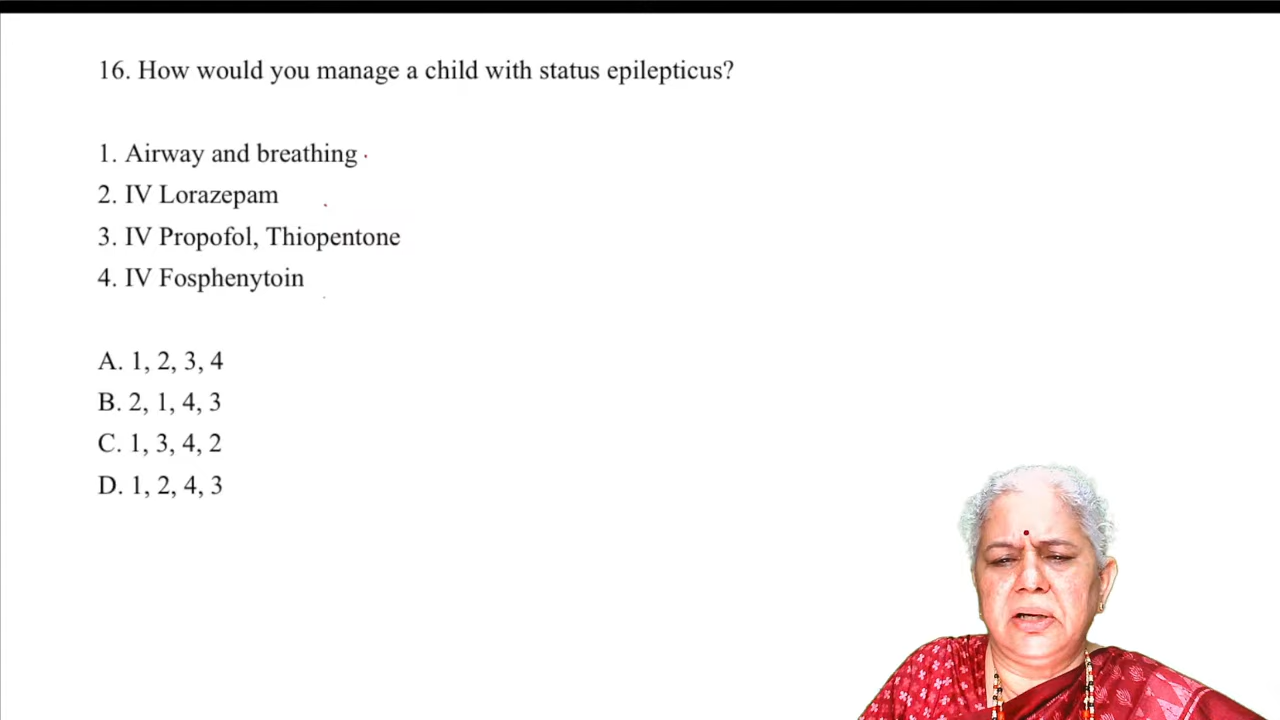 16. How would you manage a child with status epilepticus?
1. Airway and breathing
2. IV Lorazepam
3. IV Propofol, Thiopentone
4. IV Fosphenytoin
A. 1, 2, 3, 4
B. 2, 1, 4, 3
C. 1, 3, 4, 2
D. 1, 2, 4, 3